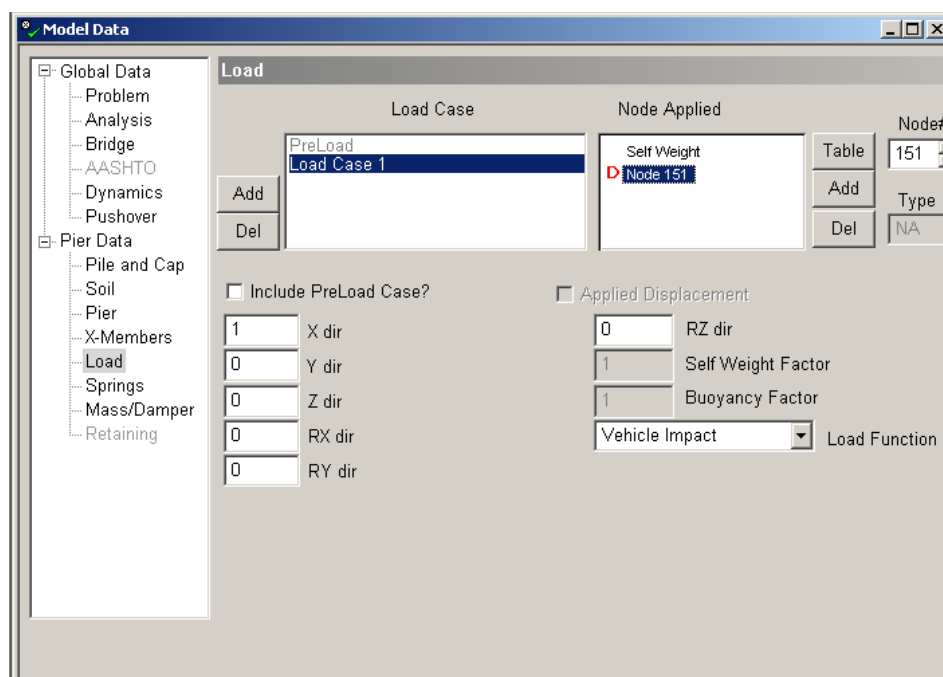 Model Data
Global Data
Problem
Analysis
Bridge
AASHTO
Dynamics
Pushover
Pier Data
Pile and Cap
Soil
Pier
X-Members
Load
Springs
Mass/Damper
Retaining
Load
Load Case
Node Applied
Node#
PreLoad
Load Case 1
Self Weight
D Node 151
Table
151
Add
Add
Type
Del
Del
NA
Include PreLoad Case?
Applied Displacement
1 X dir
0 RZ dir
0 Y dir
1 Self Weight Factor
0 Z dir
1 Buoyancy Factor
0 RX dir
Vehicle Impact Load Function
0 RY dir